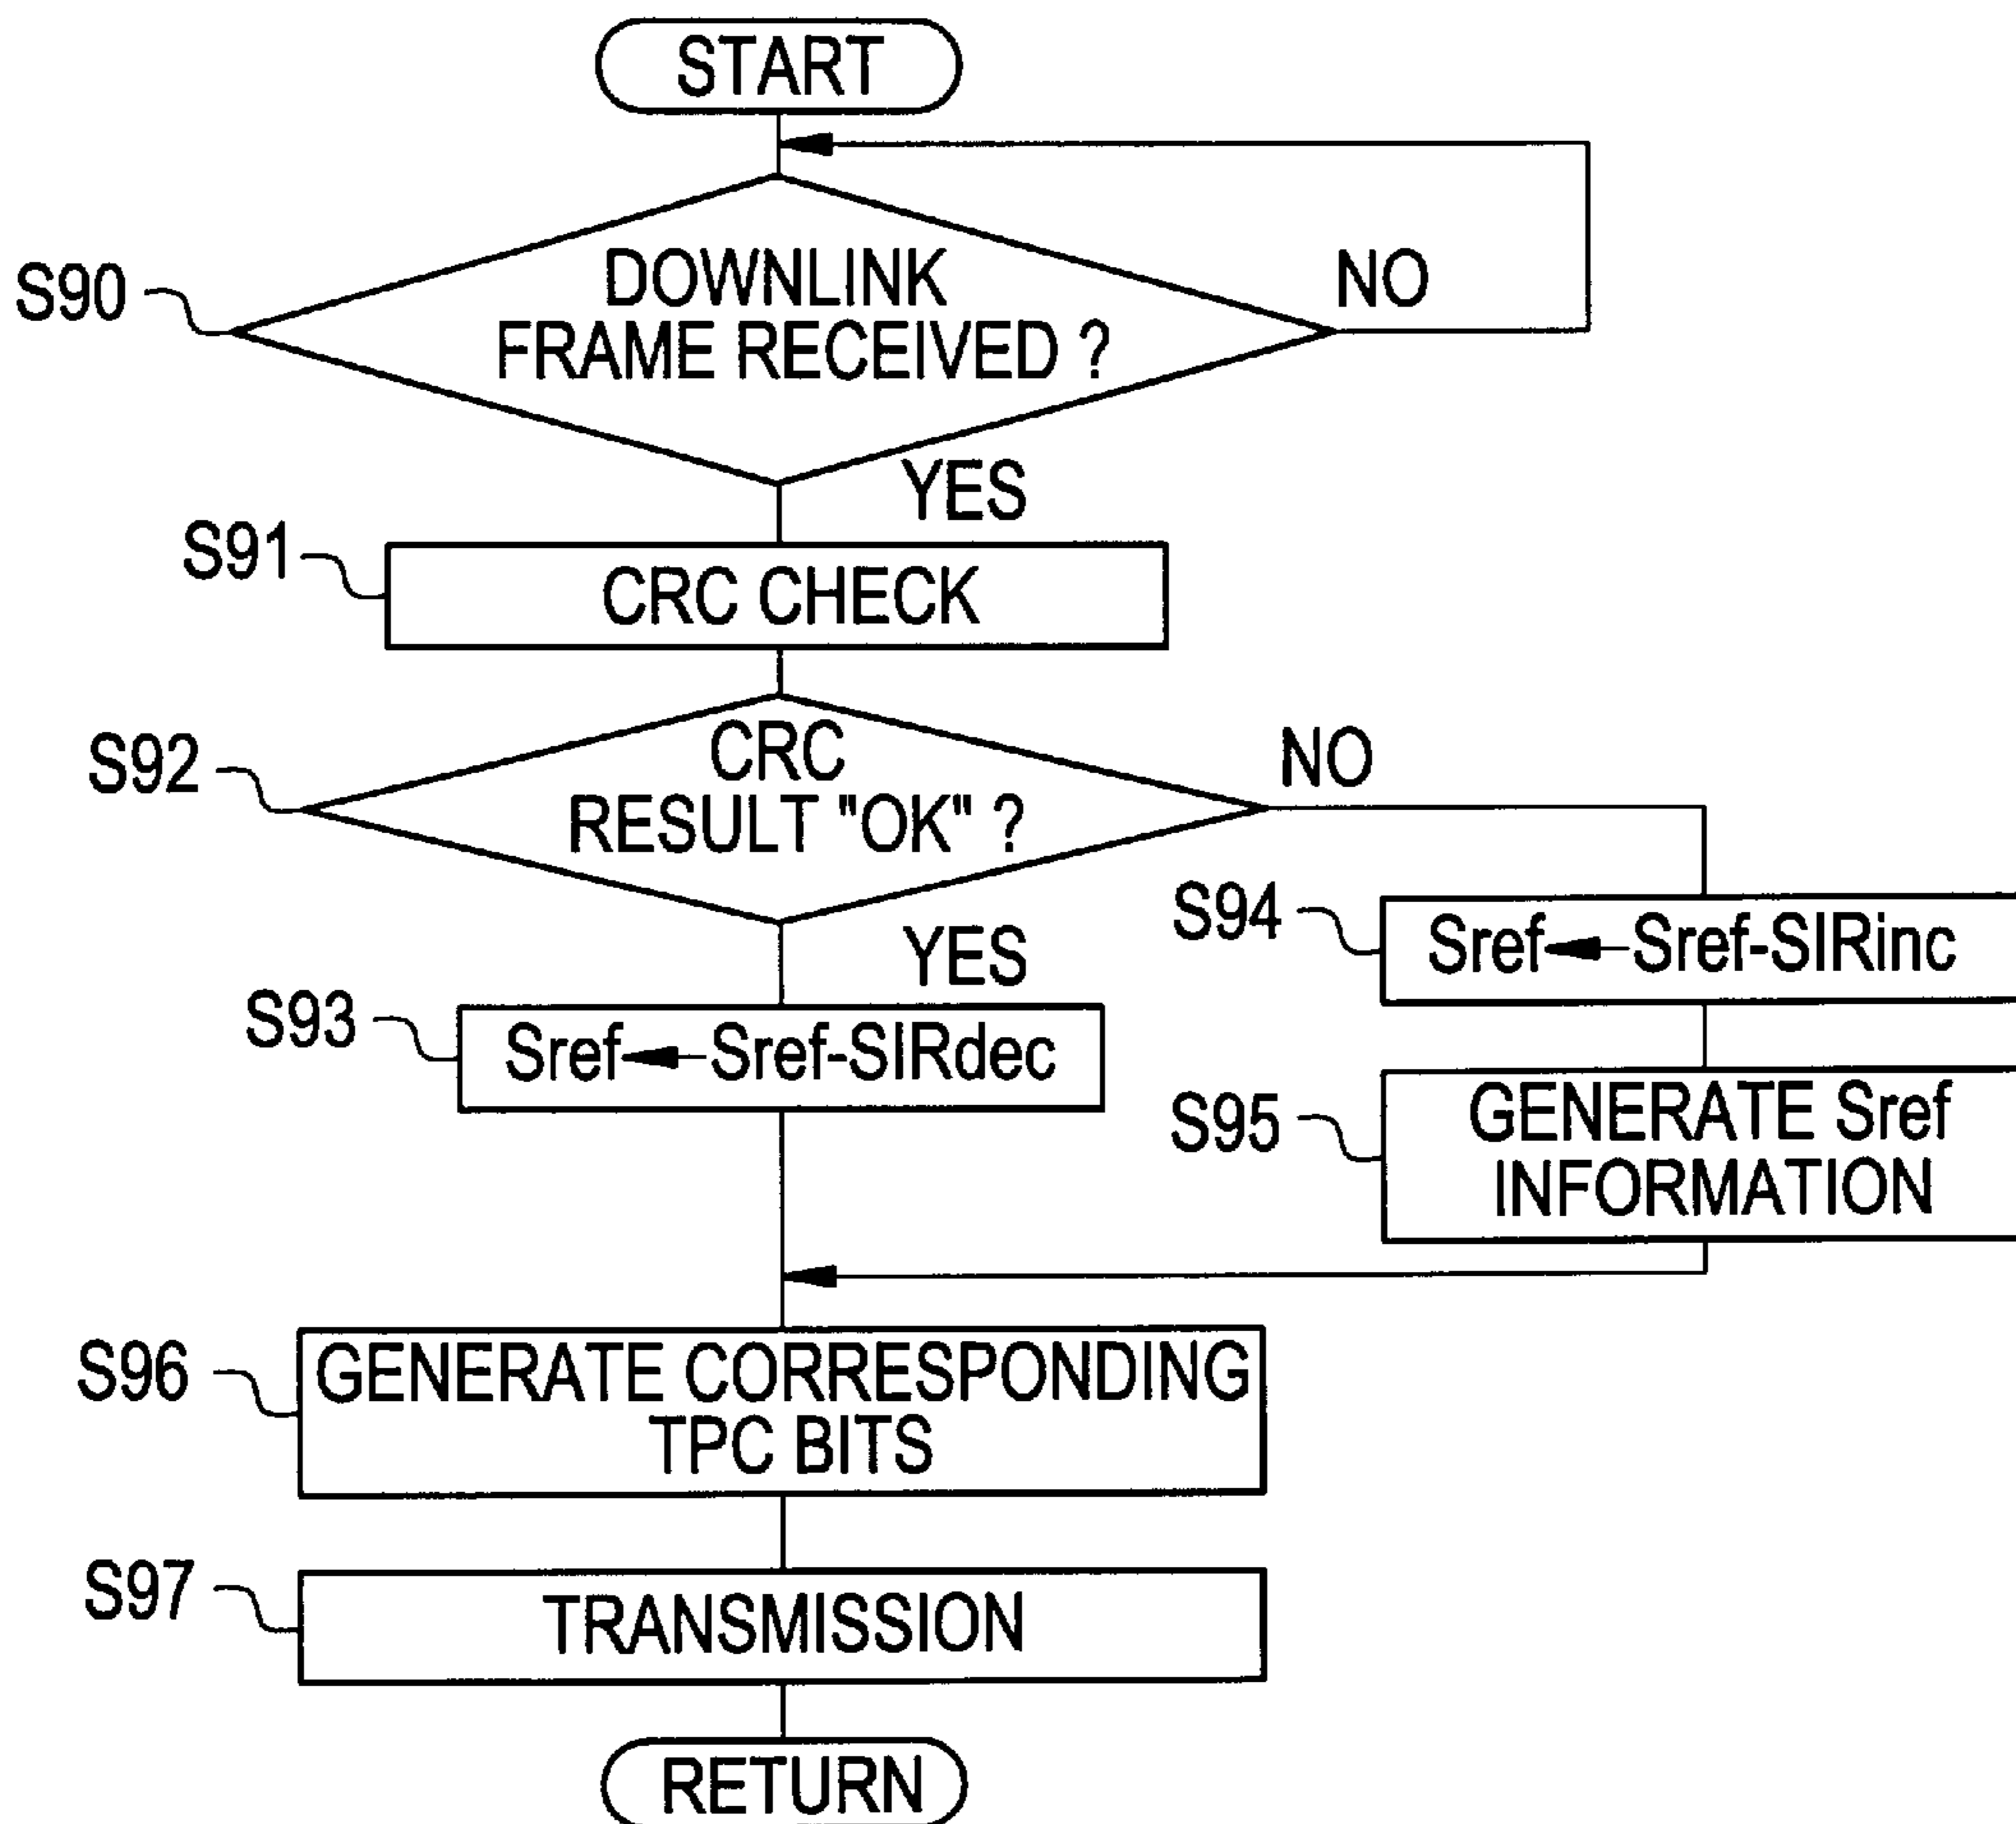 START
S90
DOWNLINK
FRAME RECEIVED ?
NO
YES
S91
CRC CHECK
S92
CRC
RESULT "OK" ?
NO
YES
S93
Sref←Sref-SIRdec
S94
Sref←Sref-SIRinc
S95
GENERATE Sref
INFORMATION
S96
GENERATE CORRESPONDING
TPC BITS
S97
TRANSMISSION
RETURN